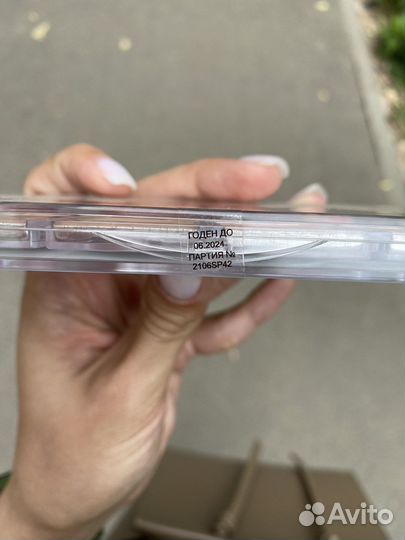 ГОДЕН ДО
06.2024
ПАРТИЯ №
2106SP42
Avito